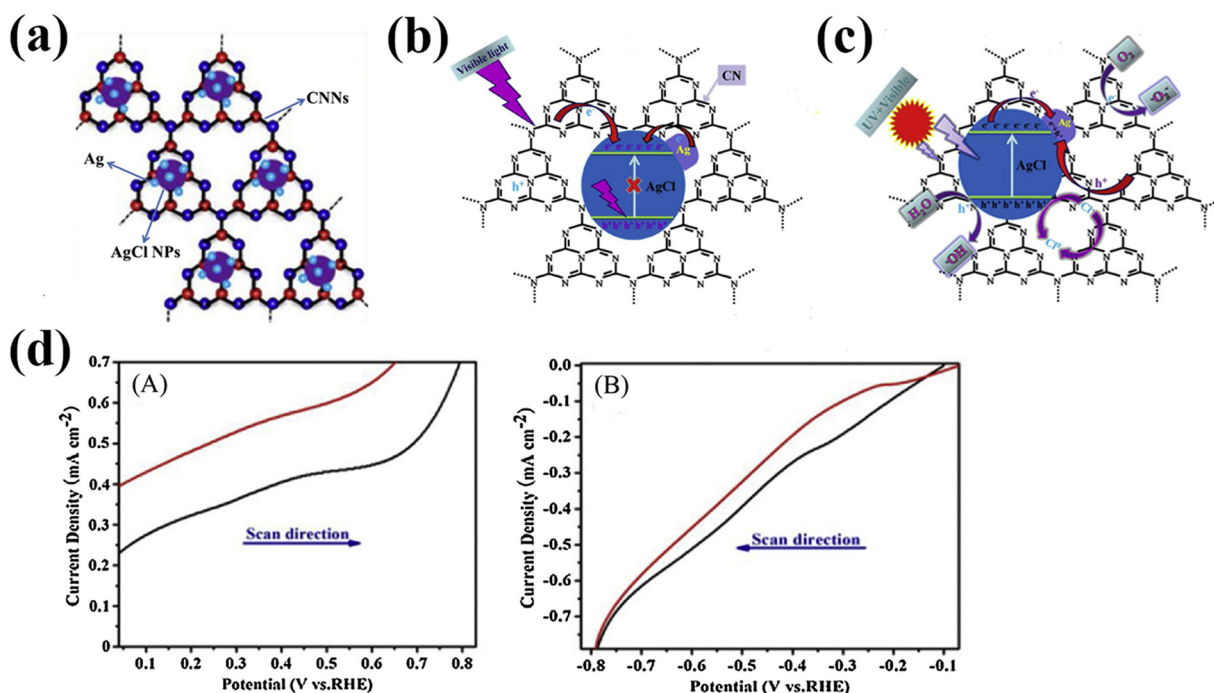 (a)
CNNs
Ag
AgCl NPs
(b)
Visible light
CN
e⁻
e⁻ e⁻ e⁻ e⁻ e⁻ e⁻
Ag
AgCl
h⁺
h⁺ h⁺ h⁺ h⁺ h⁺ h⁺
(c)
UV+Visible
O₂
e⁻
·O₂⁻
e⁻
e⁻ e⁻ e⁻ e⁻ e⁻ e⁻
Ag
AgCl
h⁺
H₂O
h⁺
h⁺ h⁺ h⁺ h⁺ h⁺ h⁺
Cl⁻
Cl⁰
·OH
(d)
(A)
Current Density (mA cm⁻²)
0.7
0.6
0.5
0.4
0.3
0.2
0.1
0
Scan direction
0.1 0.2 0.3 0.4 0.5 0.6 0.7 0.8
Potential (V vs.RHE)
(B)
Current Density (mA cm⁻²)
0.0
-0.1
-0.2
-0.3
-0.4
-0.5
-0.6
-0.7
Scan direction
-0.8 -0.7 -0.6 -0.5 -0.4 -0.3 -0.2 -0.1
Potential (V vs.RHE)